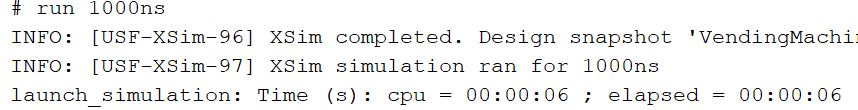 # run 1000ns
INFO: [USF-XSim-96] XSim completed. Design snapshot
INFO: [USF-XSim-97] XSim simulation ran for 1000ns
launch_simulation: Time (s): cpu = 00:00:06 ; elapsed = 00:00:06